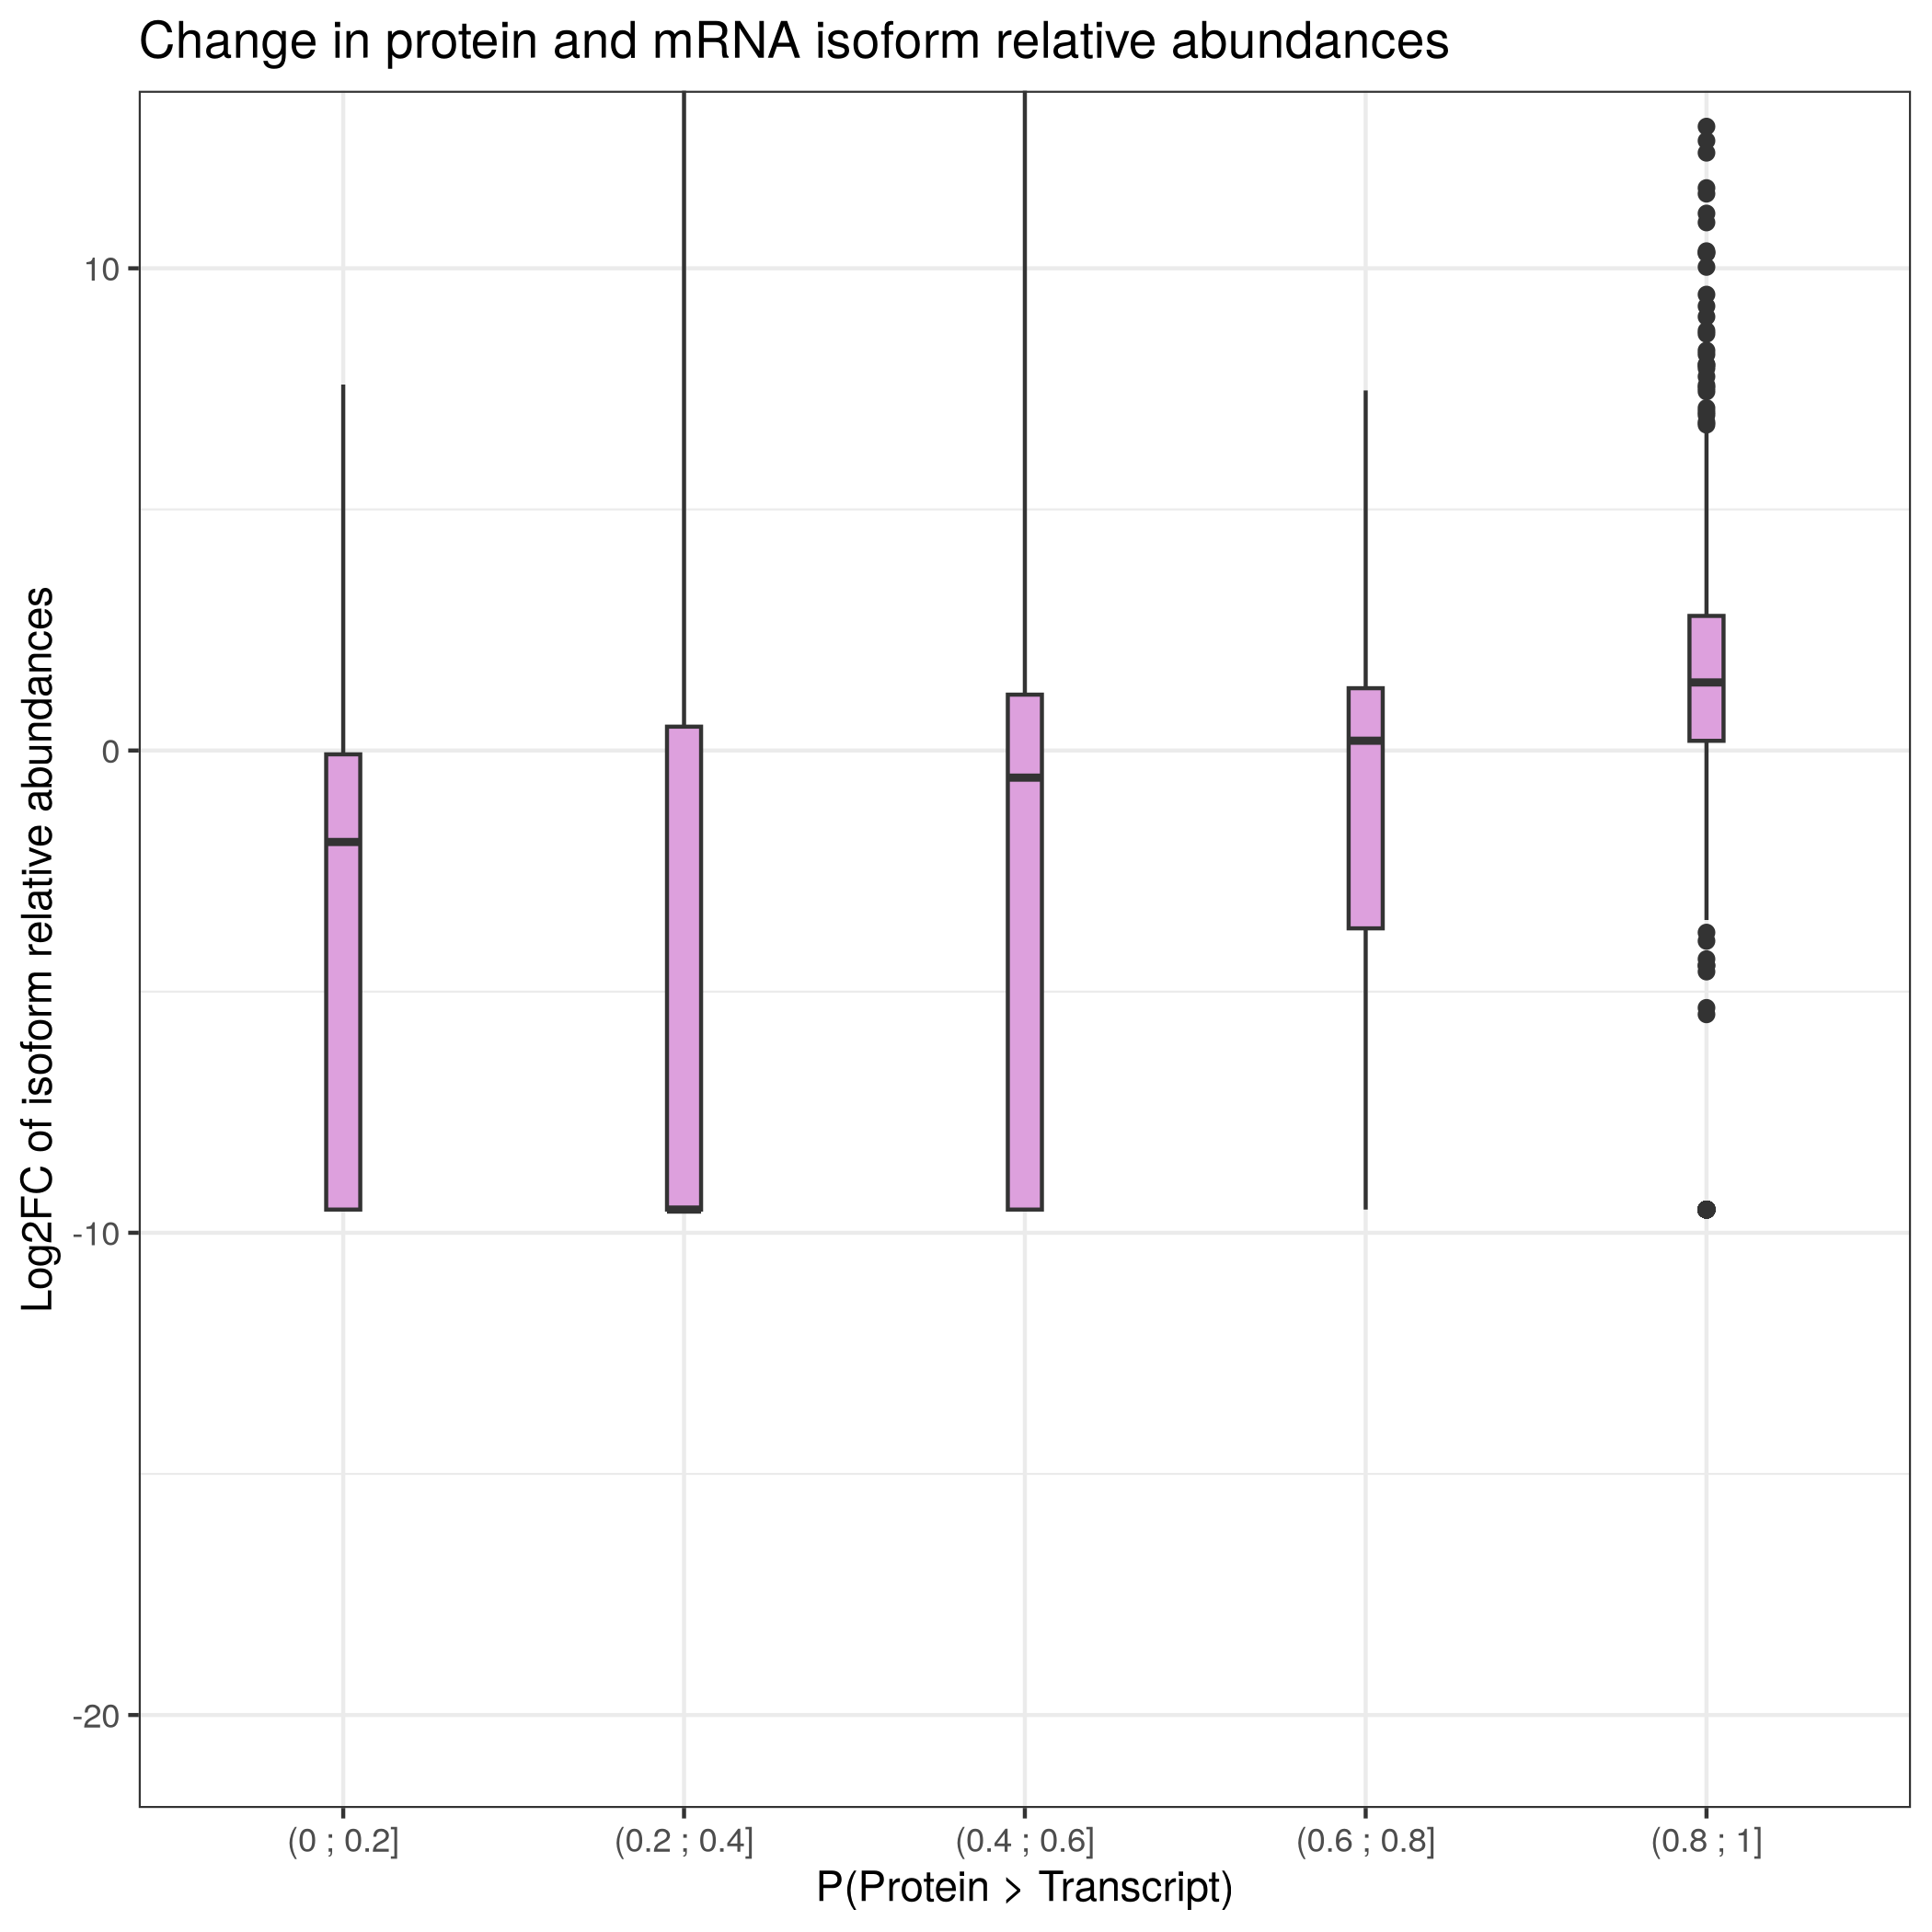 Change in protein and mRNA isoform relative abundances
Log2FC of isoform relative abundances
10
0
-10
-20
(0 ; 0.2]
(0.2 ; 0.4]
(0.4 ; 0.6]
(0.6 ; 0.8]
(0.8 ; 1]
P(Protein > Transcript)